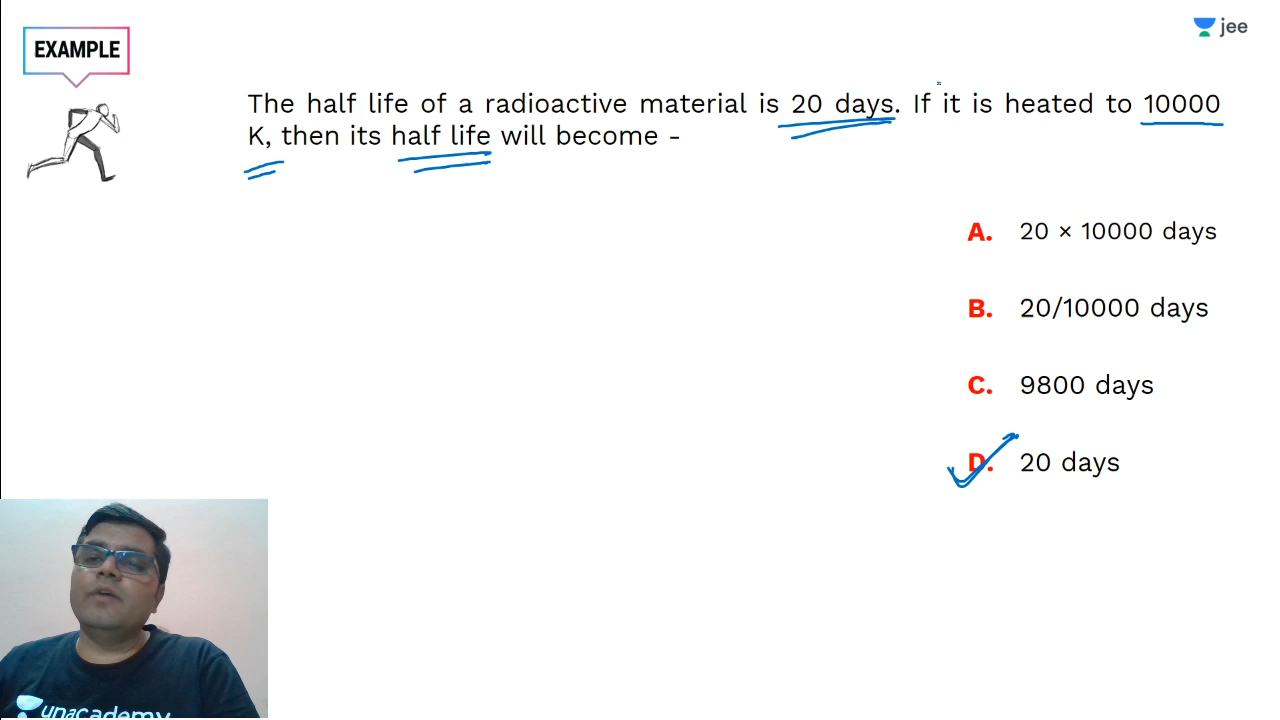 EXAMPLE
jee
The half life of a radioactive material is 20 days. If it is heated to 10000
K, then its half life will become -
A. 20 × 10000 days
B. 20/10000 days
C. 9800 days
D. 20 days
unacademy